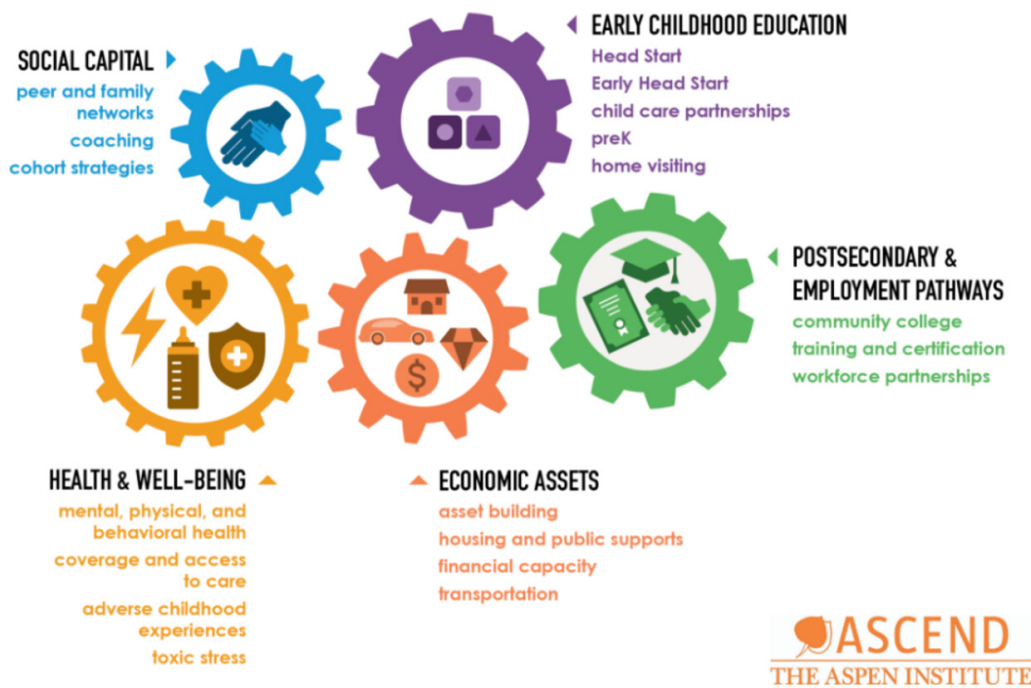 SOCIAL CAPITAL
peer and family
networks
coaching
cohort strategies
EARLY CHILDHOOD EDUCATION
Head Start
Early Head Start
child care partnerships
preK
home visiting
POSTSECONDARY &
EMPLOYMENT PATHWAYS
community college
training and certification
workforce partnerships
HEALTH & WELL-BEING
mental, physical, and
behavioral health
coverage and access
to care
adverse childhood
experiences
toxic stress
$
ECONOMIC ASSETS
asset building
housing and public supports
financial capacity
transportation
ASCEND
THE ASPEN INSTITUTE